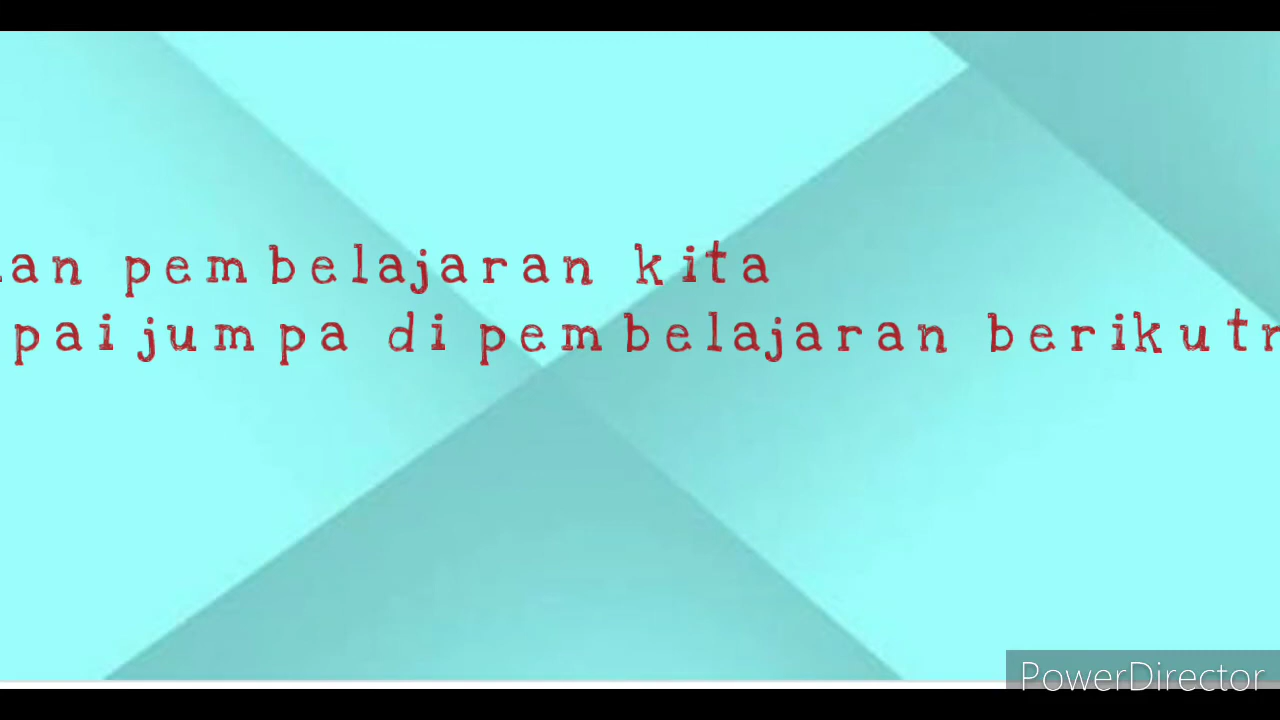 an pembelajaran kita
pai jumpa di pembelajaran berikut
PowerDirector